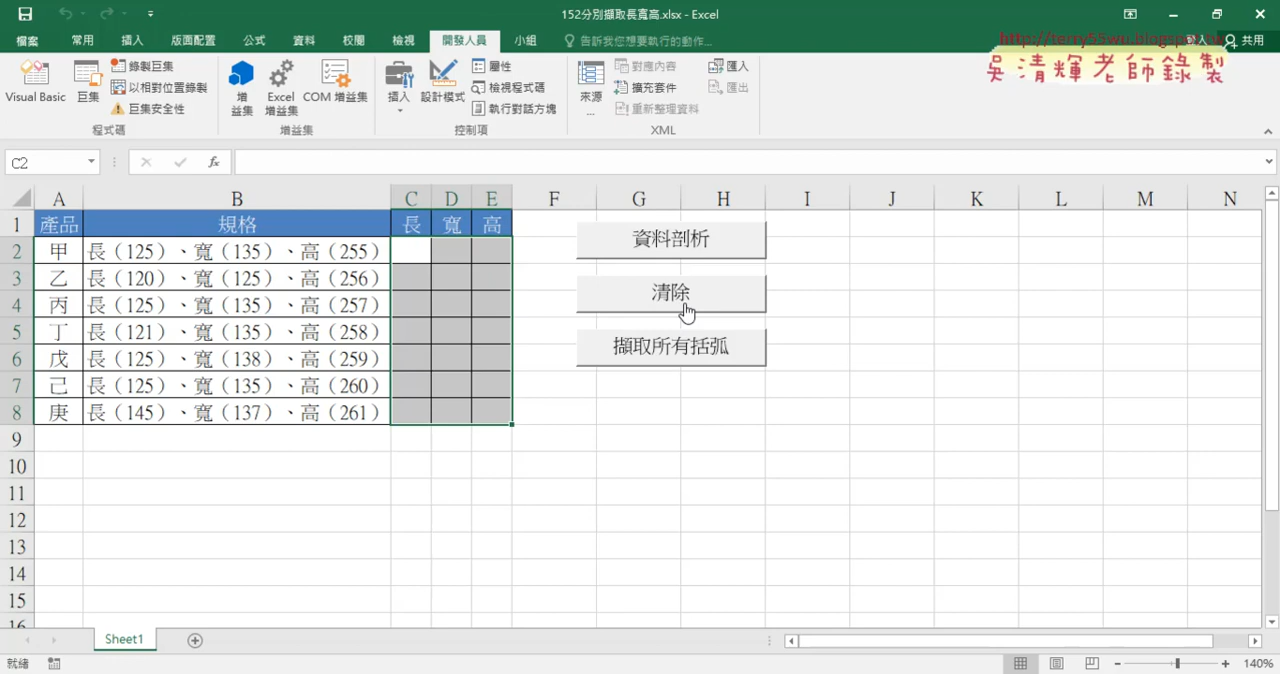 152分別擷取長寬高.xlsx - Excel
檔案 常用 插入 版面配置 公式 資料 校閱 檢視 開發人員 小組 告訴我您想要執行的動作... 共用
http://terry55wu.blogspot.tw
吳清輝老師錄製
Visual Basic 巨集 錄製巨集 以相對位置錄製 巨集安全性
程式碼
增益集 Excel 增益集 COM 增益集
增益集
插入 設計模式 屬性 檢視程式碼 執行對話方塊
控制項
來源... 對應內容 擴充套件 重新整理資料 匯入 匯出
XML
C2 fx
A B C D E F G H I J K L M N
1 產品 規格 長 寬 高
2 甲 長（125）、寬（135）、高（255）
3 乙 長（120）、寬（125）、高（256）
4 丙 長（125）、寬（135）、高（257）
5 丁 長（121）、寬（135）、高（258）
6 戊 長（125）、寬（138）、高（259）
7 己 長（125）、寬（135）、高（260）
8 庚 長（145）、寬（137）、高（261）
9
10
11
12
13
14
15
16
資料剖析
清除
擷取所有括弧
Sheet1
就緒 140%